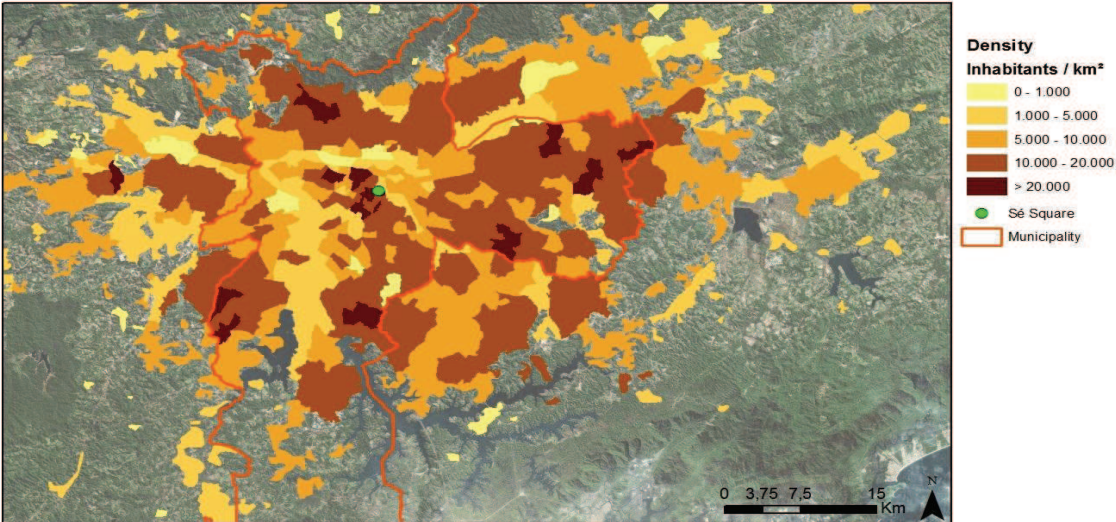 Density
Inhabitants / km²
0 - 1.000
1.000 - 5.000
5.000 - 10.000
10.000 - 20.000
> 20.000
Sé Square
Municipality
N
0 3,75 7,5 15
Km